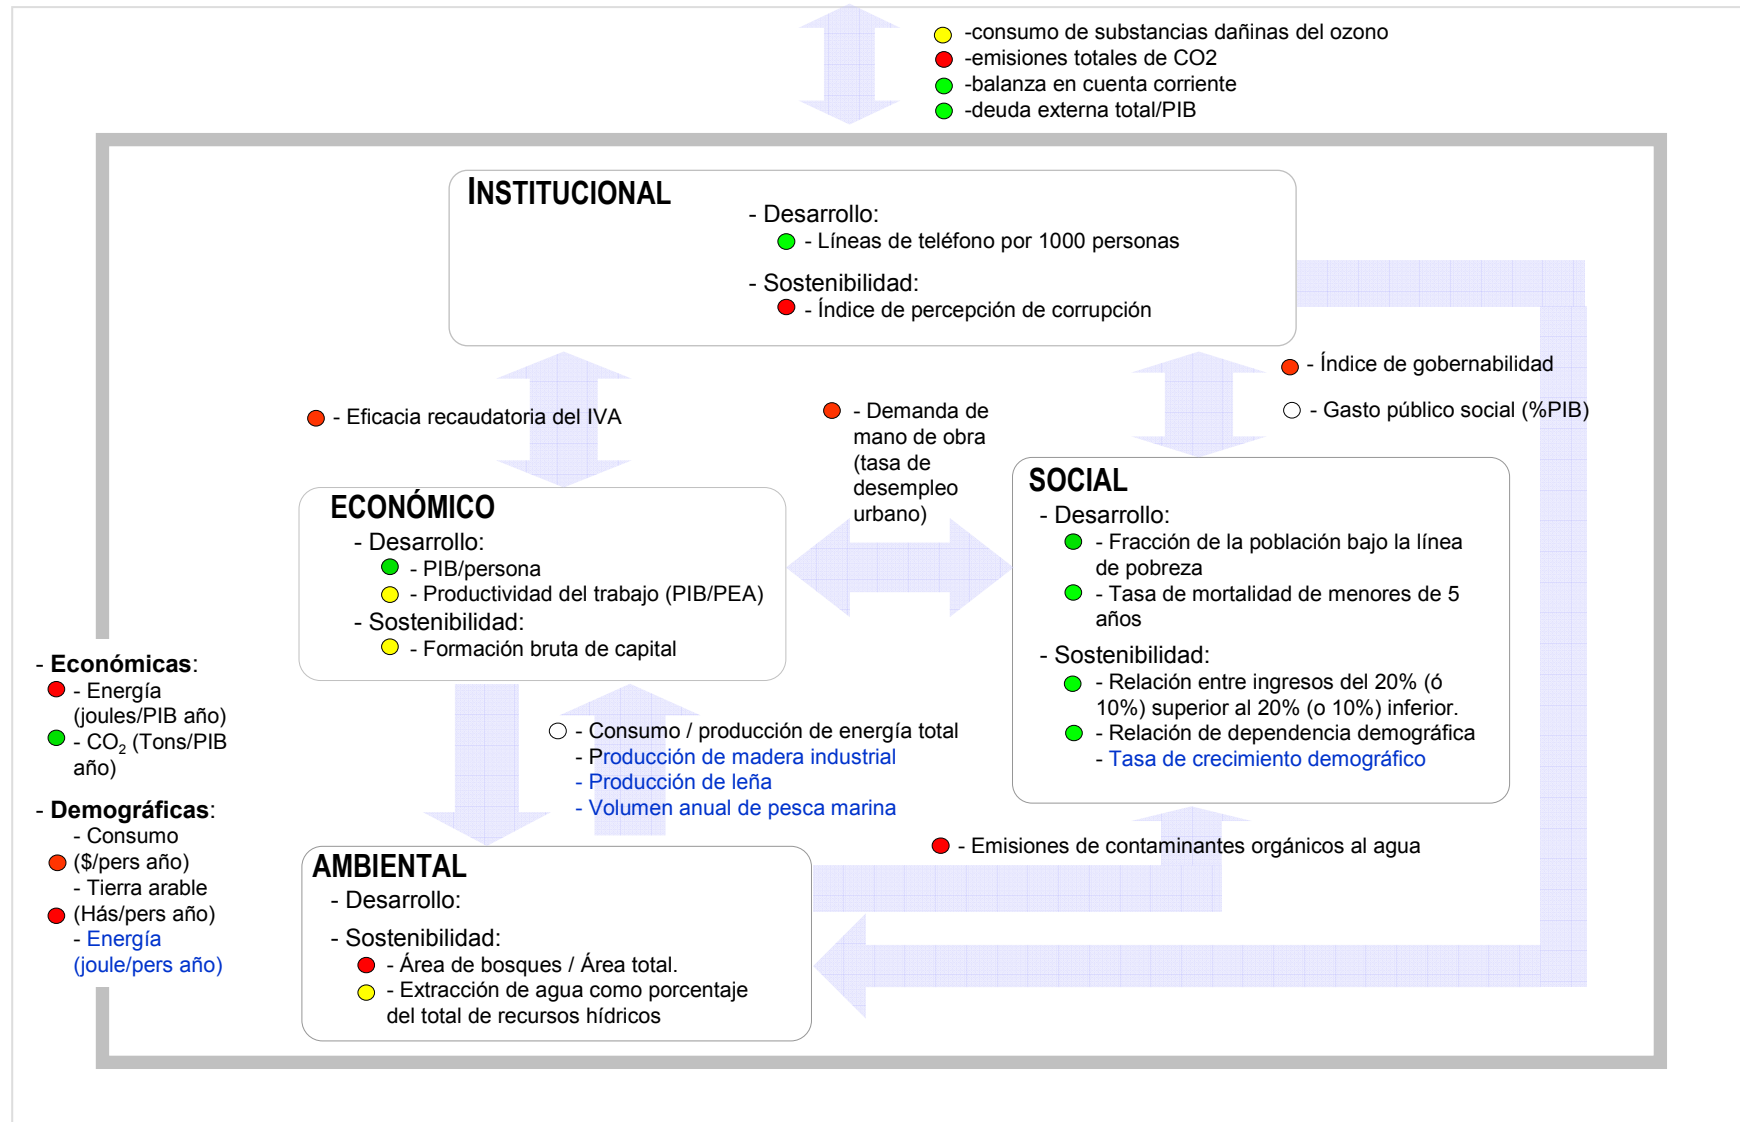 -consumo de substancias dañinas del ozono
-emisiones totales de CO2
-balanza en cuenta corriente
-deuda externa total/PIB
INSTITUCIONAL
- Desarrollo:
- Líneas de teléfono por 1000 personas
- Sostenibilidad:
- Índice de percepción de corrupción
- Índice de gobernabilidad
- Gasto público social (%PIB)
- Eficacia recaudatoria del IVA
- Demanda de
mano de obra
(tasa de
desempleo
urbano)
ECONÓMICO
- Desarrollo:
- PIB/persona
- Productividad del trabajo (PIB/PEA)
- Sostenibilidad:
- Formación bruta de capital
SOCIAL
- Desarrollo:
- Fracción de la población bajo la línea
de pobreza
- Tasa de mortalidad de menores de 5
años
- Sostenibilidad:
- Relación entre ingresos del 20% (ó
10%) superior al 20% (o 10%) inferior.
- Relación de dependencia demográfica
- Tasa de crecimiento demográfico
- Económicas:
- Energía
(joules/PIB año)
- CO2 (Tons/PIB
año)
- Demográficas:
- Consumo
($/pers año)
- Tierra arable
(Hás/pers año)
- Energía
(joule/pers año)
- Consumo / producción de energía total
- Producción de madera industrial
- Producción de leña
- Volumen anual de pesca marina
- Emisiones de contaminantes orgánicos al agua
AMBIENTAL
- Desarrollo:
- Sostenibilidad:
- Área de bosques / Área total.
- Extracción de agua como porcentaje
del total de recursos hídricos